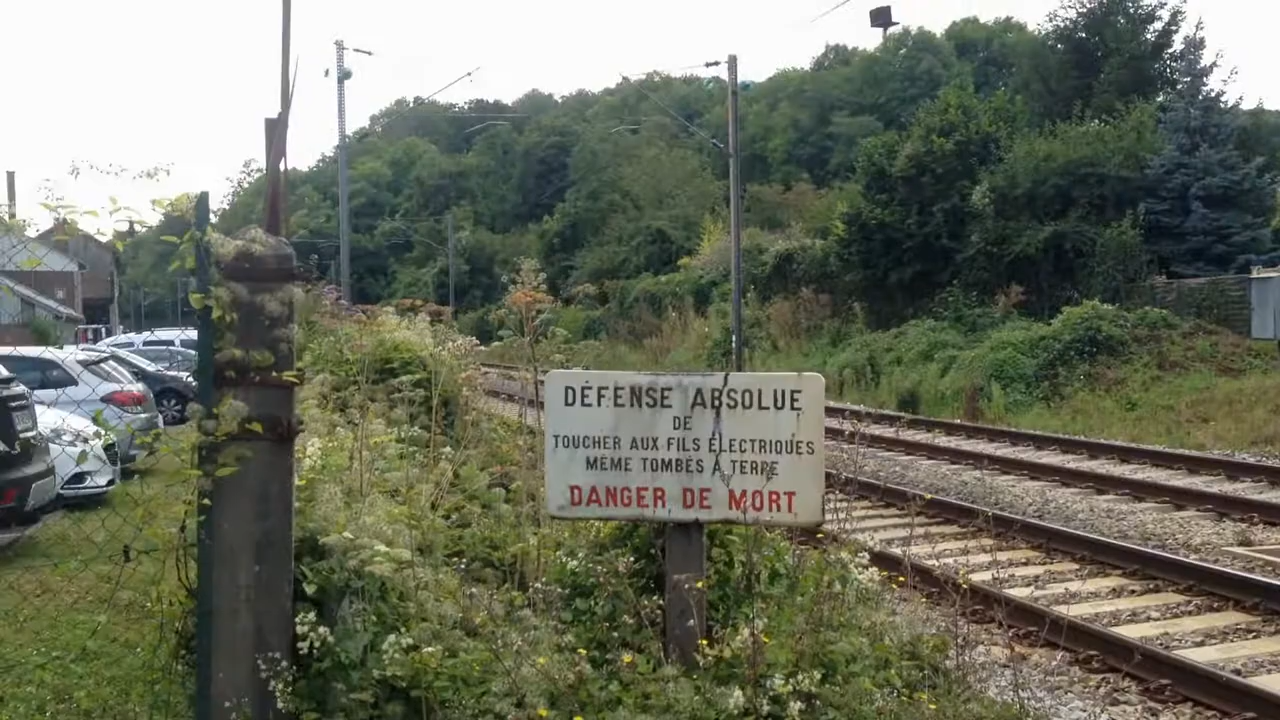 DÉFENSE ABSOLUE
DE
TOUCHER AUX FILS ÉLECTRIQUES
MÊME TOMBÉS À TERRE
DANGER DE MORT